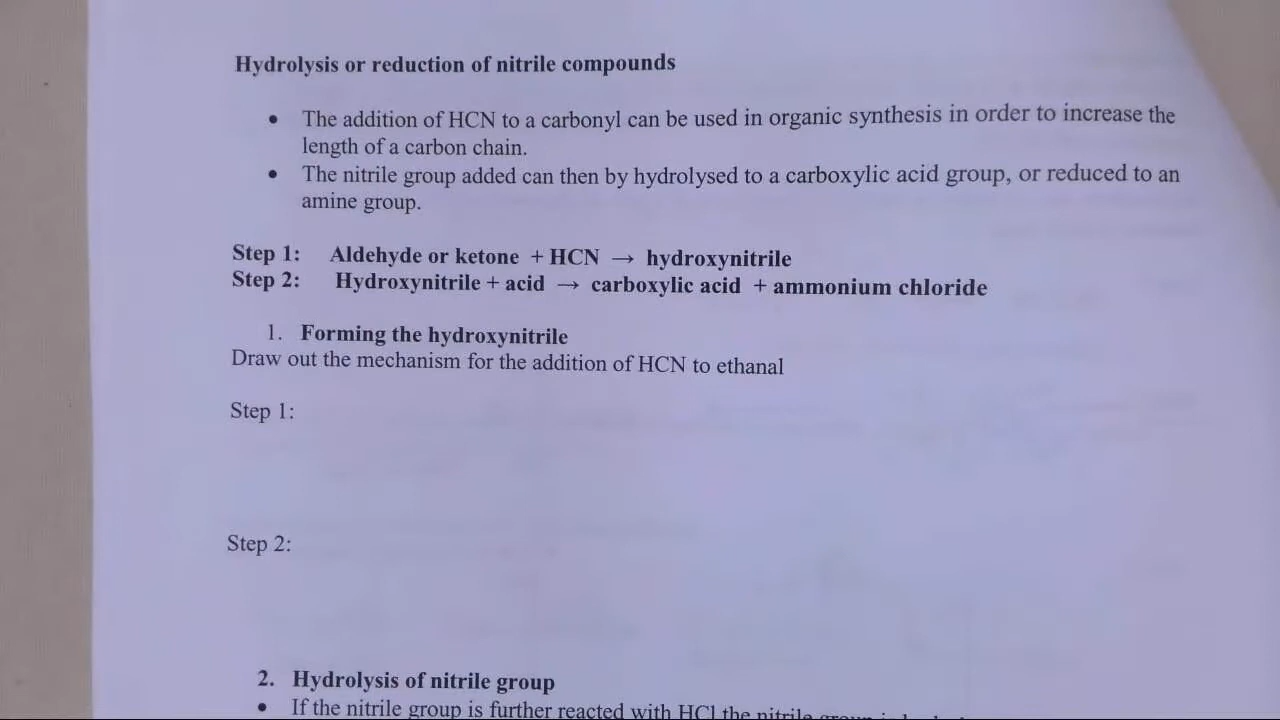 Hydrolysis or reduction of nitrile compounds
• The addition of HCN to a carbonyl can be used in organic synthesis in order to increase the
length of a carbon chain.
• The nitrile group added can then by hydrolysed to a carboxylic acid group, or reduced to an
amine group.
Step 1: Aldehyde or ketone + HCN → hydroxynitrile
Step 2: Hydroxynitrile + acid → carboxylic acid + ammonium chloride
1. Forming the hydroxynitrile
Draw out the mechanism for the addition of HCN to ethanal
Step 1:
Step 2:
2. Hydrolysis of nitrile group
• If the nitrile group is further reacted with HCl the nitrile group